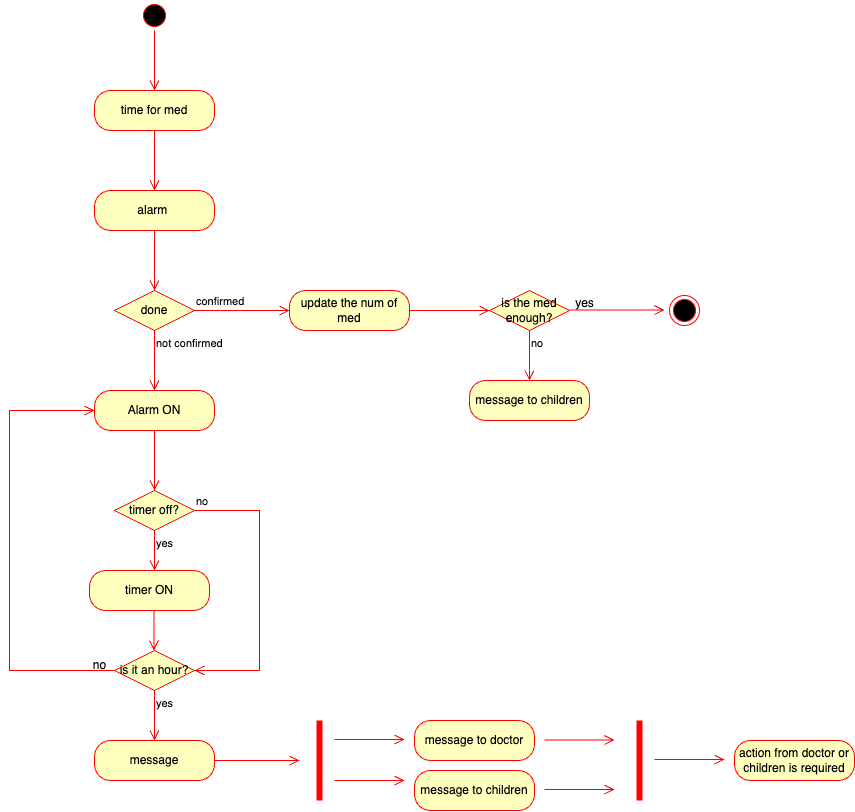 time for med
alarm
done
confirmed
update the num of
med
is the med
enough?
yes
not confirmed
no
Alarm ON
message to children
timer off?
no
yes
timer ON
no
is it an hour?
yes
message
message to doctor
message to children
action from doctor or
children is required